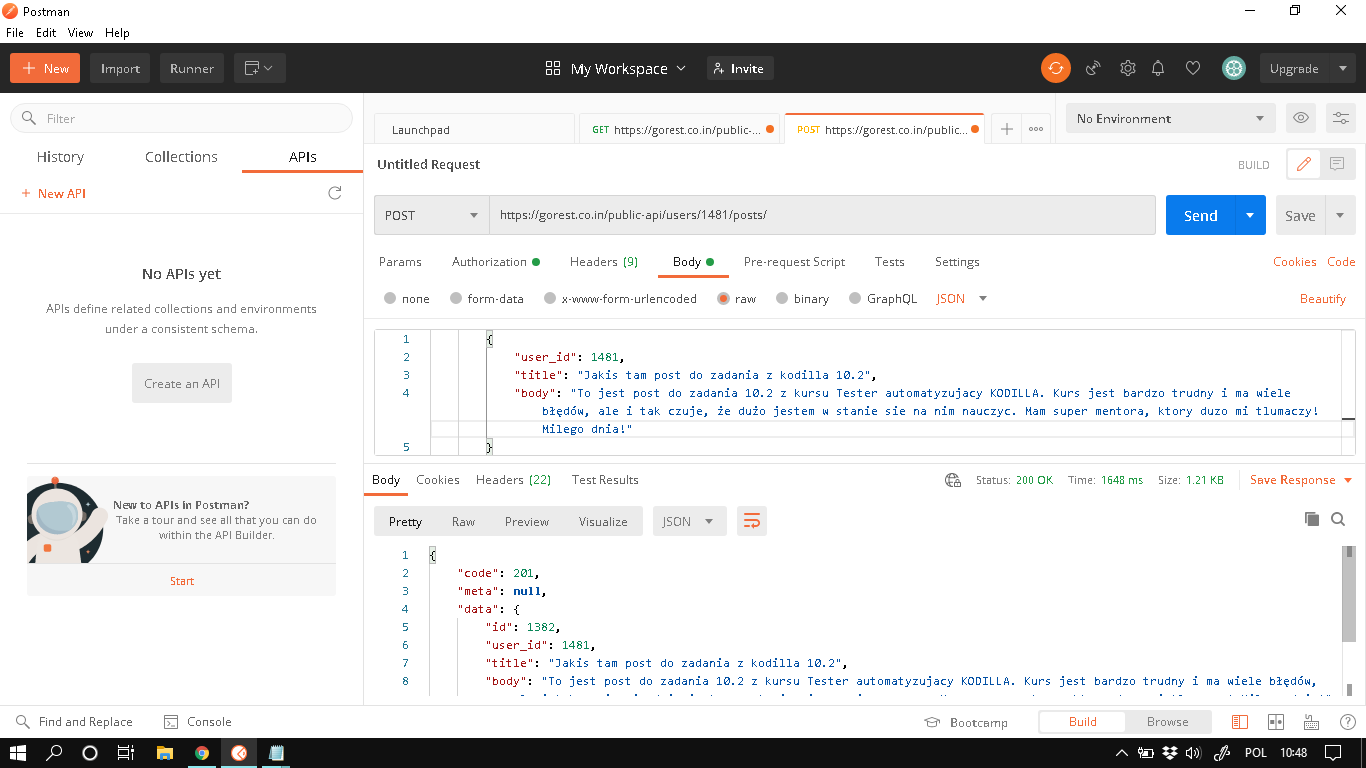 Postman
File Edit View Help
New Import Runner My Workspace Invite Upgrade
Filter
History Collections APIs
+ New API
No APIs yet
APIs define related collections and environments
under a consistent schema.
Create an API
New to APIs in Postman?
Take a tour and see all that you can do
within the API Builder.
Start
Launchpad GET https://gorest.co.in/public-... POST https://gorest.co.in/public... No Environment
Untitled Request BUILD
POST https://gorest.co.in/public-api/users/1481/posts/ Send Save
Params Authorization Headers (9) Body Pre-request Script Tests Settings Cookies Code
none form-data x-www-form-urlencoded raw binary GraphQL JSON Beautify
1 {
2 "user_id": 1481,
3 "title": "Jakis tam post do zadania z kodilla 10.2",
4 "body": "To jest post do zadania 10.2 z kursu Tester automatyzujacy KODILLA. Kurs jest bardzo trudny i ma wiele
błędów, ale i tak czuje, że dużo jestem w stanie sie na nim nauczyc. Mam super mentora, ktory duzo mi tlumaczy!
Milego dnia!"
5 }
Body Cookies Headers (22) Test Results Status: 200 OK Time: 1648 ms Size: 1.21 KB Save Response
Pretty Raw Preview Visualize JSON
1 {
2 "code": 201,
3 "meta": null,
4 "data": {
5 "id": 1382,
6 "user_id": 1481,
7 "title": "Jakis tam post do zadania z kodilla 10.2",
8 "body": "To jest post do zadania 10.2 z kursu Tester automatyzujacy KODILLA. Kurs jest bardzo trudny i ma wiele błędów,
Find and Replace Console Bootcamp Build Browse
POL 10:48